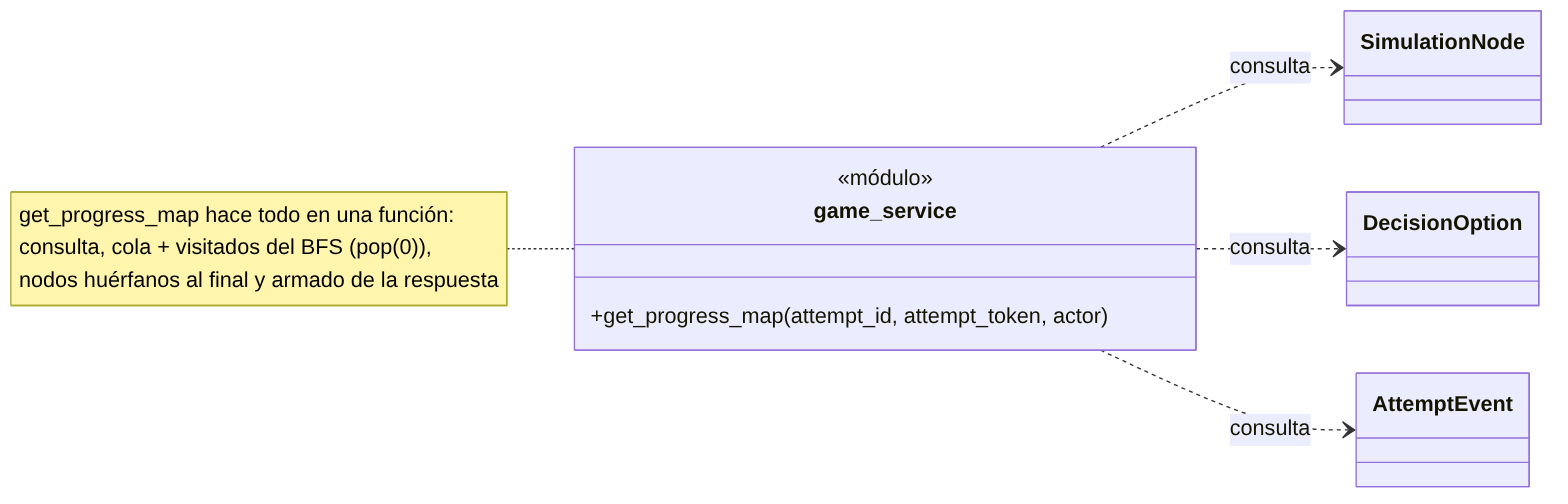 get_progress_map hace todo en una función:
consulta, cola + visitados del BFS (pop(0)),
nodos huérfanos al final y armado de la respuesta
«módulo»
game_service
+get_progress_map(attempt_id, attempt_token, actor)
consulta
consulta
consulta
SimulationNode
DecisionOption
AttemptEvent